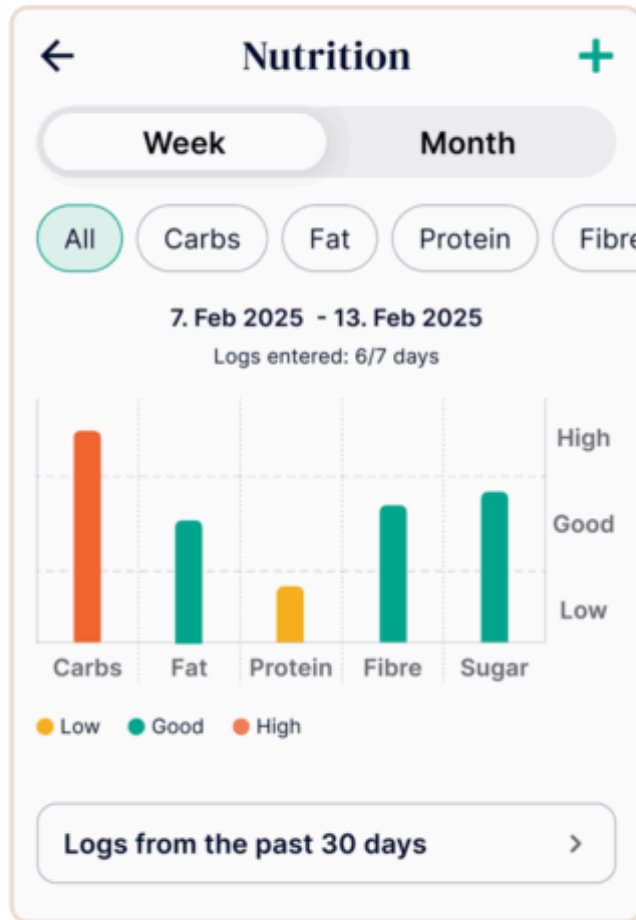 Nutrition
Week Month
All Carbs Fat Protein Fibre
7. Feb 2025 - 13. Feb 2025
Logs entered: 6/7 days
High
Good
Low
Carbs Fat Protein Fibre Sugar
Low Good High
Logs from the past 30 days